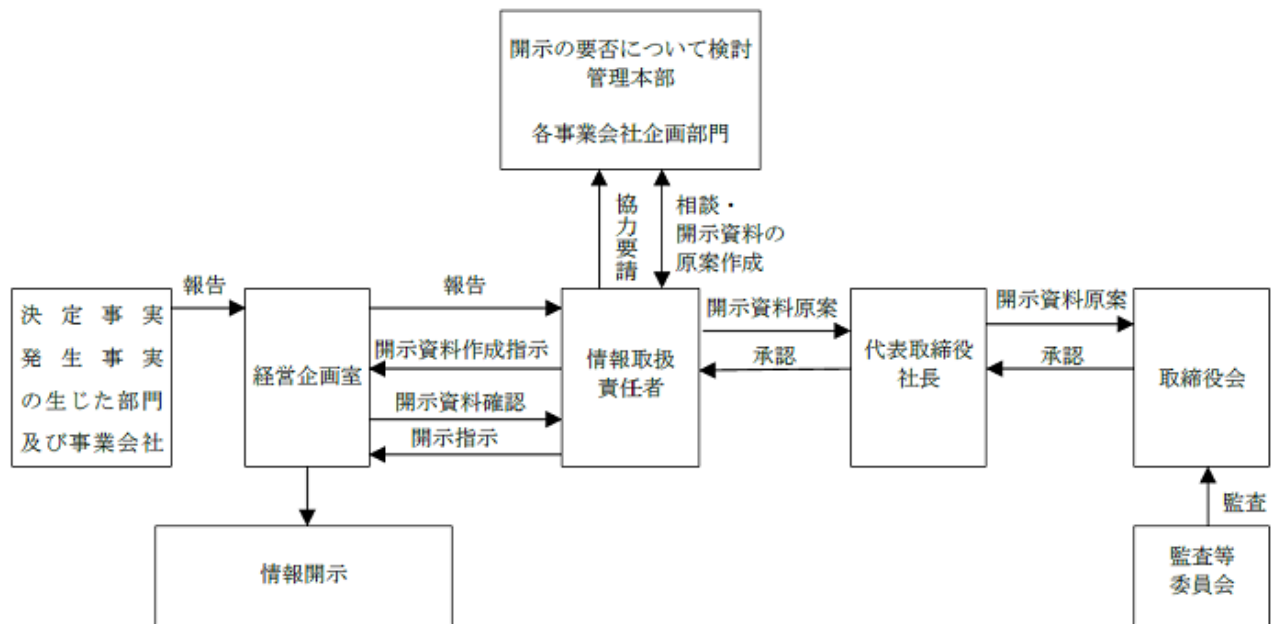 開示の要否について検討
管理本部
各事業会社企画部門
協力要請
相談・
開示資料の
原案作成
報告
決定事実
発生事実
の生じた部門
及び事業会社
経営企画室
報告
開示資料作成指示
開示資料確認
開示指示
情報取扱
責任者
開示資料原案
承認
代表取締役
社長
開示資料原案
承認
取締役会
監査
監査等
委員会
情報開示